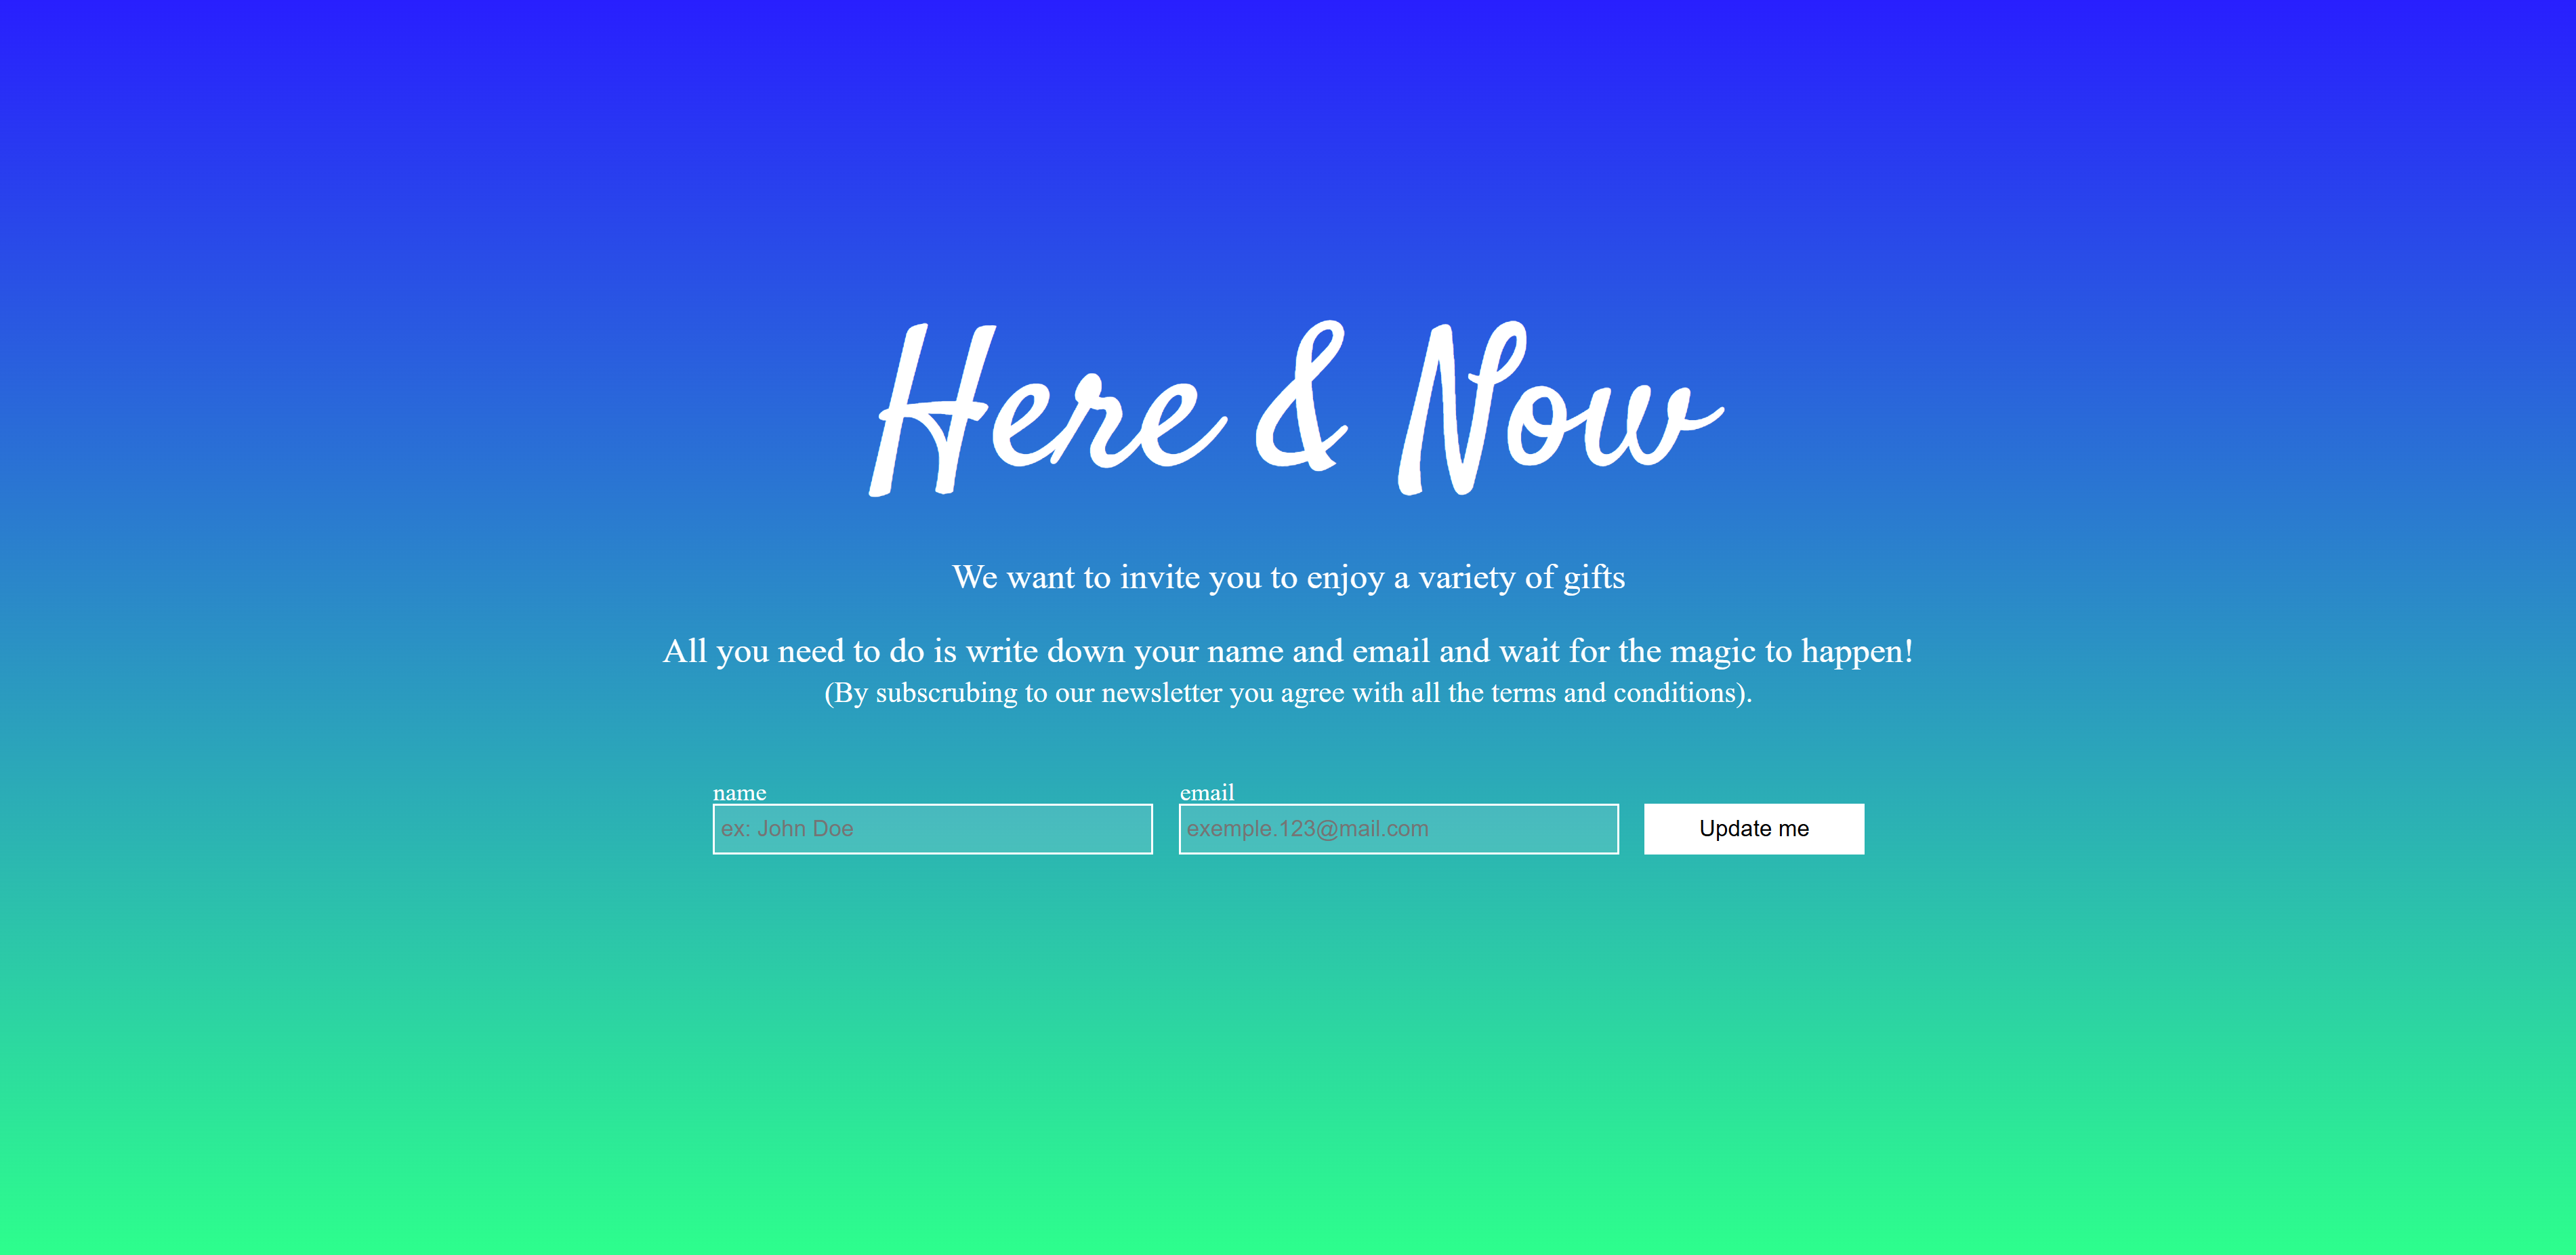 Here & Now
We want to invite you to enjoy a variety of gifts
All you need to do is write down your name and email and wait for the magic to happen!
(By subscrubing to our newsletter you agree with all the terms and conditions).
name
email
ex: John Doe
exemple.123@mail.com
Update me